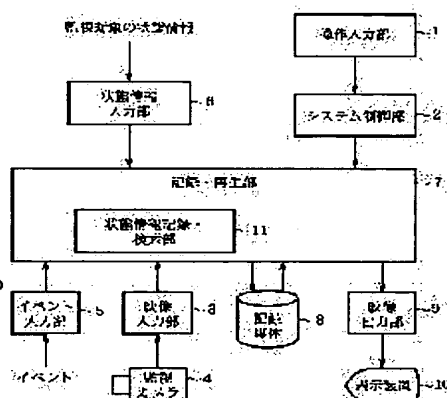 監視対象の状態情報
操作入力部
1
状態情報
入力部
6
システム制御部
2
7
記録・再生部
状態情報記録・
検索部
11
イベント
入力部
5
映像
入力部
3
記録
媒体
8
映像
出力部
9
イベント
監視
カメラ
4
表示装置
10